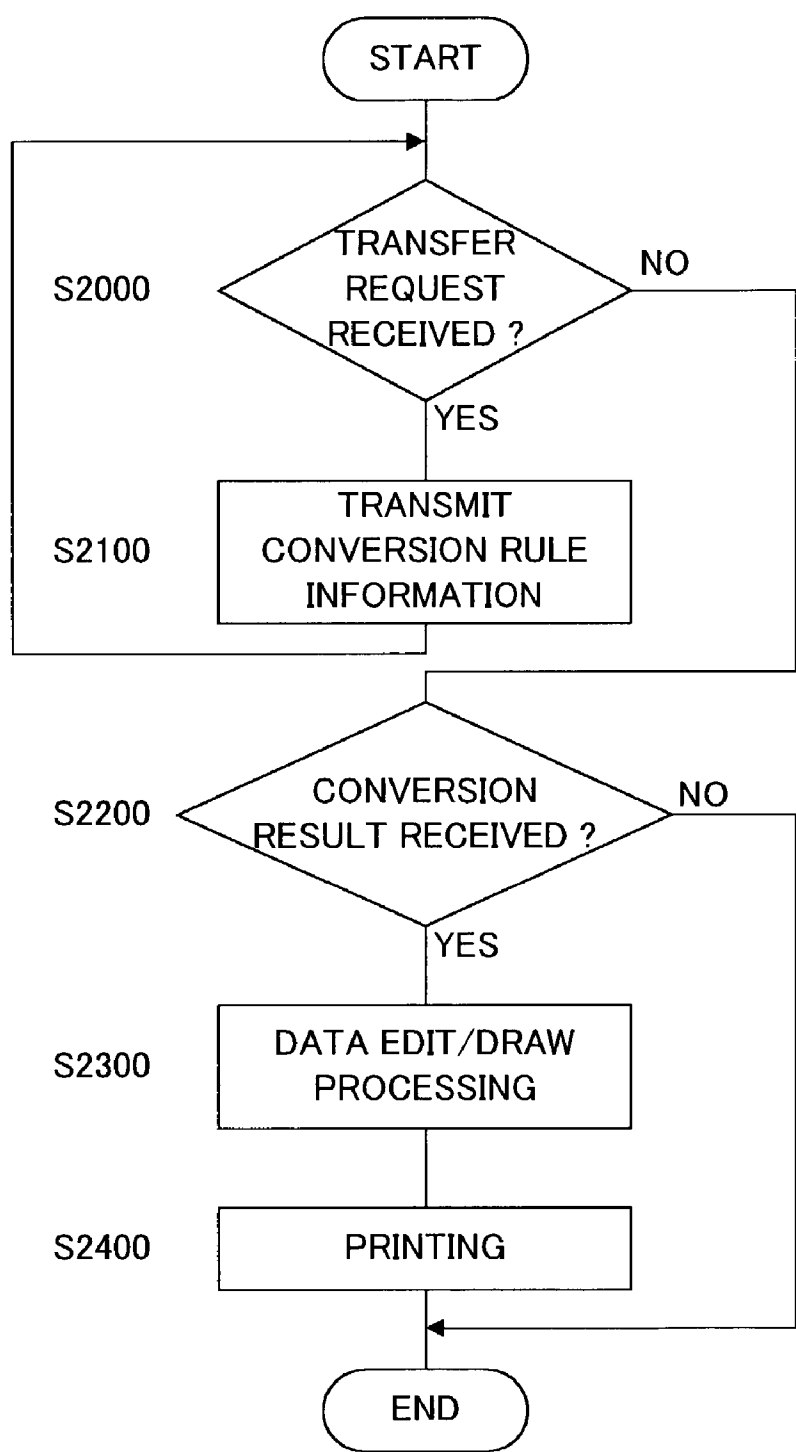 START
S2000
TRANSFER
REQUEST
RECEIVED ?
NO
YES
S2100
TRANSMIT
CONVERSION RULE
INFORMATION
S2200
CONVERSION
RESULT RECEIVED ?
NO
YES
S2300
DATA EDIT/DRAW
PROCESSING
S2400
PRINTING
END